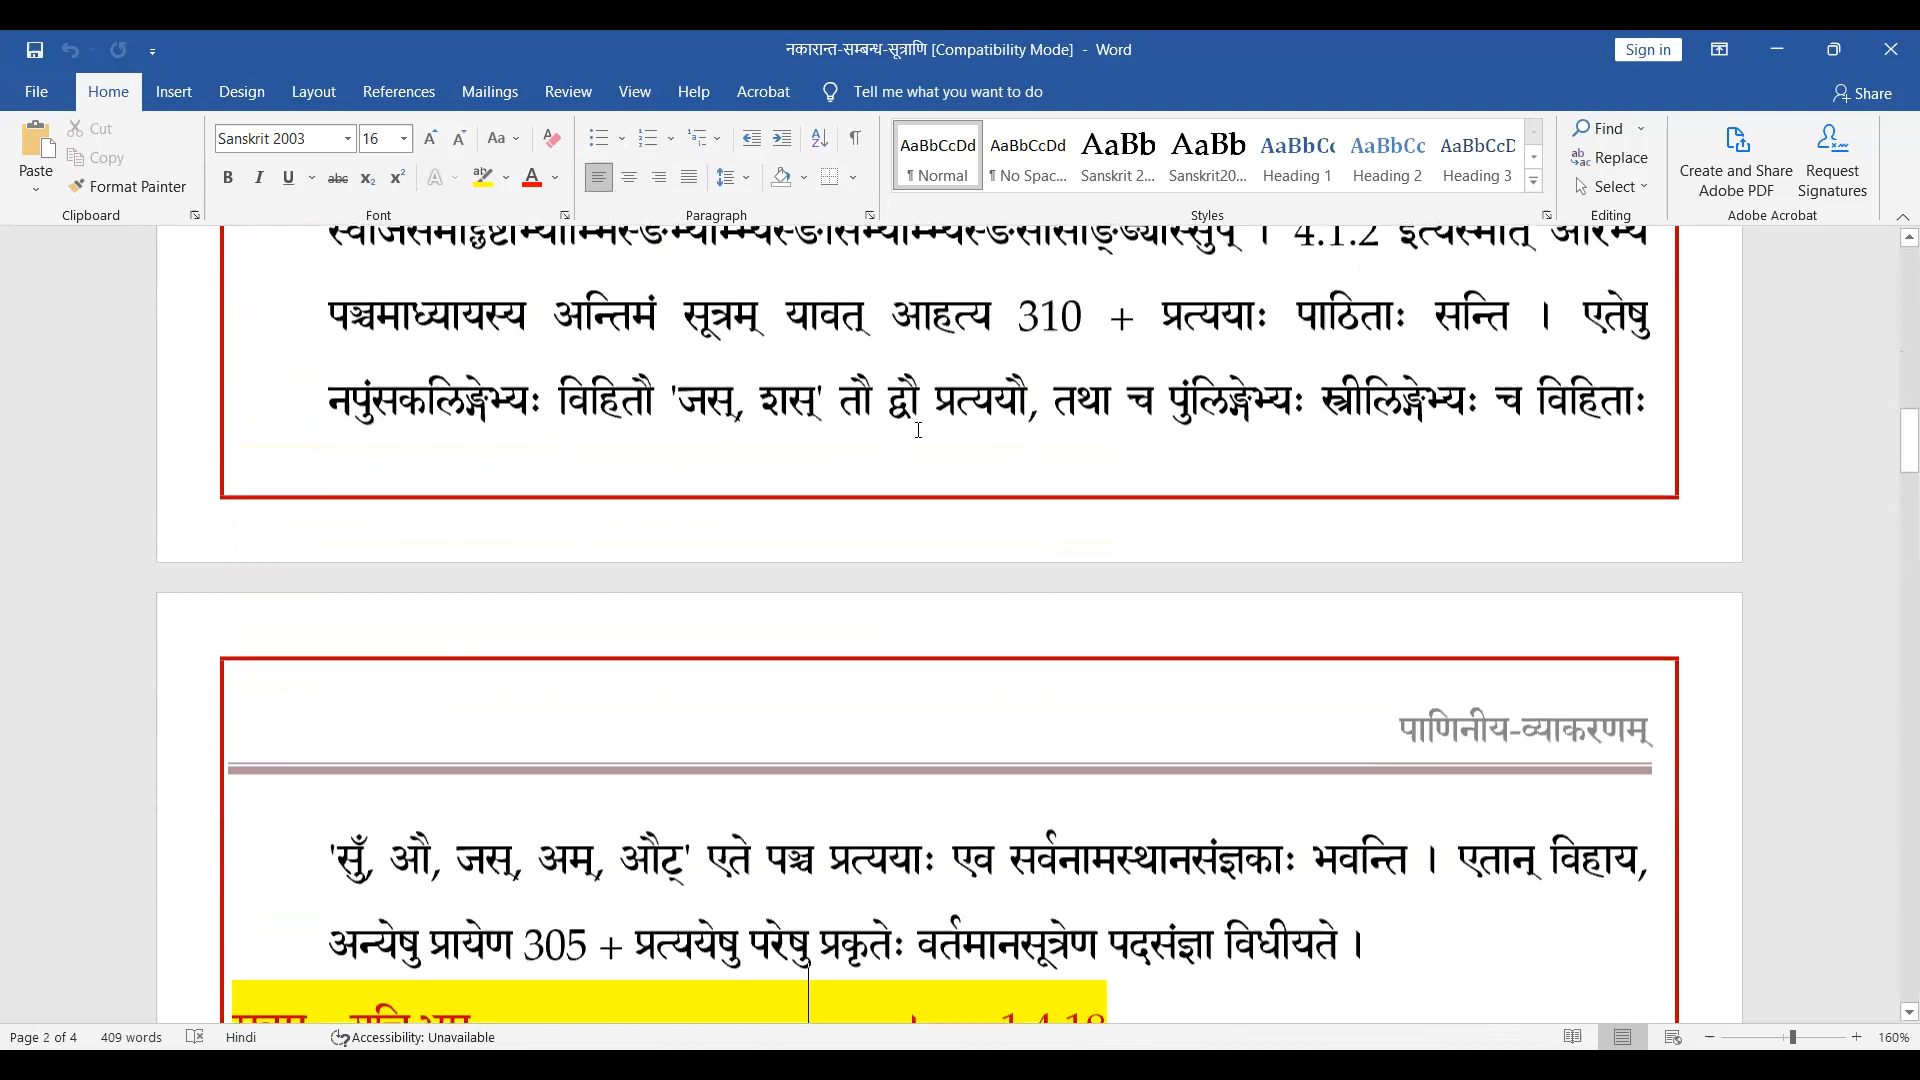 नकारान्त-सम्बन्ध-सूत्राणि [Compatibility Mode] - Word
Sign in
File Home Insert Design Layout References Mailings Review View Help Acrobat Tell me what you want to do
Share
Paste
Cut
Copy
Format Painter
Clipboard
Sanskrit 2003 16
Font
Paragraph
AaBbCcDd AaBbCcDd AaBb AaBb AaBbCc AaBbCc AaBbCcD
¶ Normal ¶ No Spac... Sanskrit 2... Sanskrit20... Heading 1 Heading 2 Heading 3
Styles
Find
Replace
Select
Editing
Create and Share Adobe PDF
Request Signatures
Adobe Acrobat
। 4.1.2 इत्यस्मात् आरभ्य
पञ्चमाध्यायस्य अन्तिमं सूत्रम् यावत् आहत्य 310 + प्रत्ययाः पाठिताः सन्ति । एतेषु
नपुंसकलिङ्गेभ्यः विहितौ 'जस्, शस्' तौ द्वौ प्रत्ययौ, तथा च पुंलिङ्गेभ्यः स्त्रीलिङ्गेभ्यः च विहिताः
पाणिनीय-व्याकरणम्
'सुँ, औ, जस्, अम्, औट्' एते पञ्च प्रत्ययाः एव सर्वनामस्थानसंज्ञकाः भवन्ति । एतान् विहाय,
अन्येषु प्रायेण 305 + प्रत्ययेषु परेषु प्रकृतेः वर्तमानसूत्रेण पदसंज्ञा विधीयते ।
Page 2 of 4 409 words Hindi Accessibility: Unavailable 160%